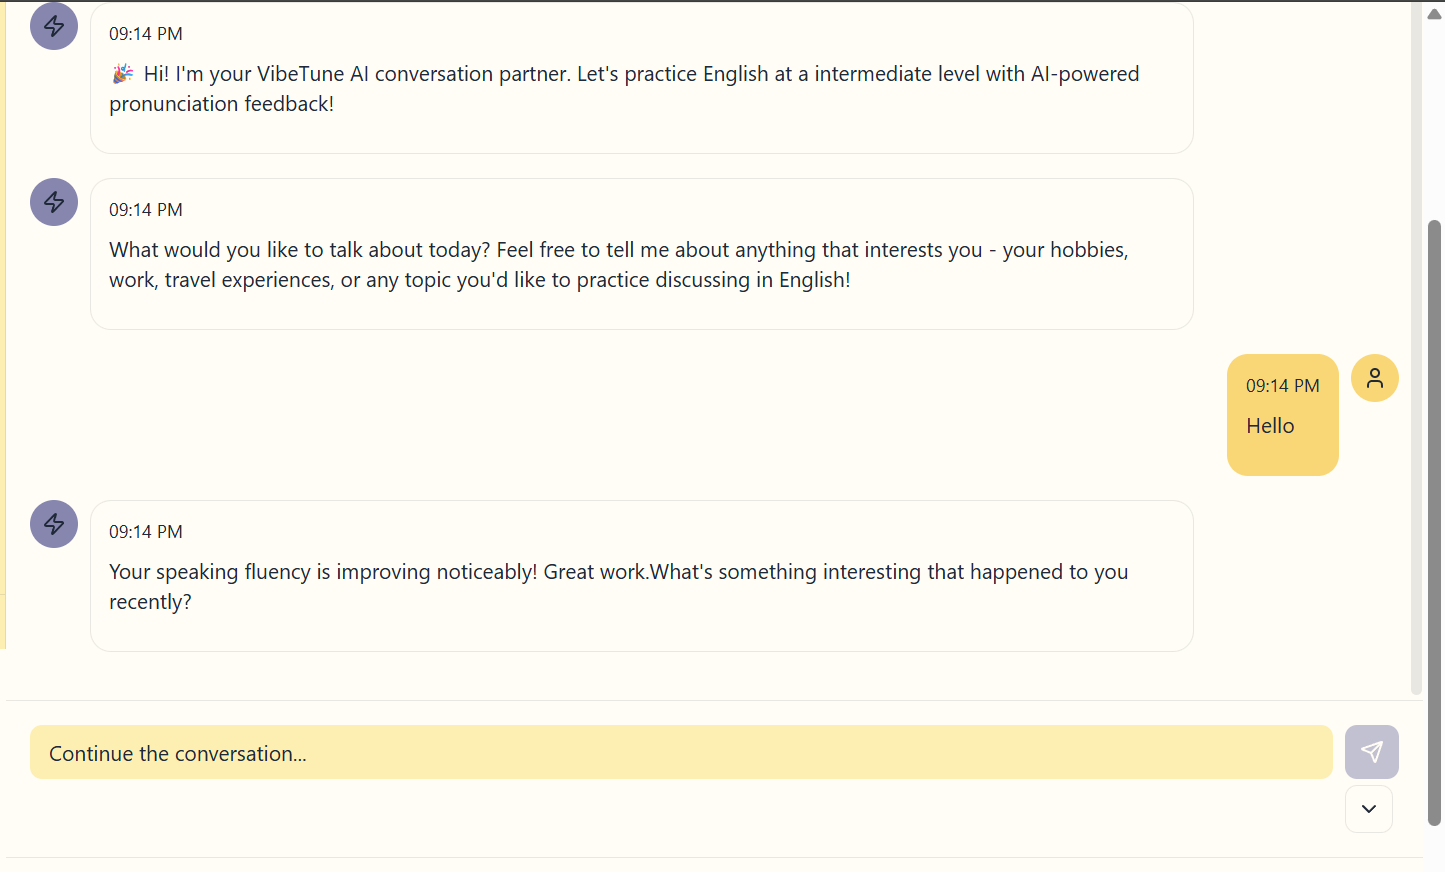 09:14 PM
🎉 Hi! I'm your VibeTune AI conversation partner. Let's practice English at a intermediate level with AI-powered
pronunciation feedback!
09:14 PM
What would you like to talk about today? Feel free to tell me about anything that interests you - your hobbies,
work, travel experiences, or any topic you'd like to practice discussing in English!
09:14 PM
Hello
09:14 PM
Your speaking fluency is improving noticeably! Great work.What's something interesting that happened to you
recently?
Continue the conversation...